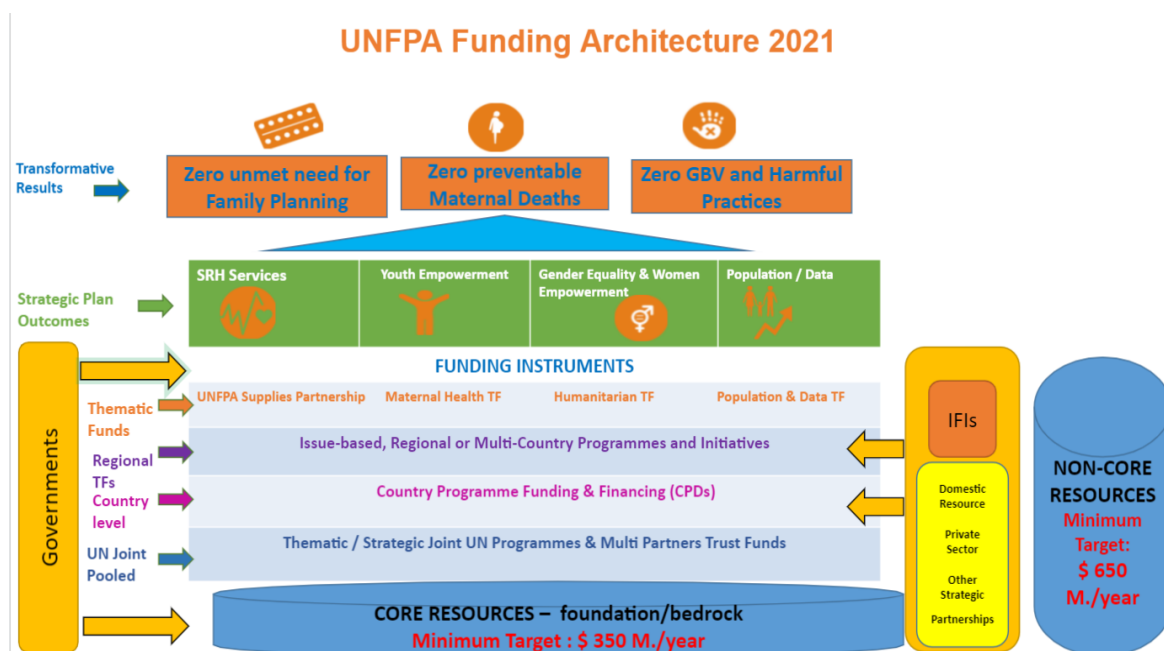 UNFPA Funding Architecture 2021
Transformative
Results
Zero unmet need for
Family Planning
Zero preventable
Maternal Deaths
Zero GBV and Harmful
Practices
Strategic Plan
Outcomes
SRH Services
Youth Empowerment
Gender Equality & Women
Empowerment
Population / Data
Governments
FUNDING INSTRUMENTS
Thematic
Funds
UNFPA Supplies Partnership
Maternal Health TF
Humanitarian TF
Population & Data TF
Regional
TFs
Issue-based, Regional or Multi-Country Programmes and Initiatives
Country
level
Country Programme Funding & Financing (CPDs)
UN Joint
Pooled
Thematic / Strategic Joint UN Programmes & Multi Partners Trust Funds
CORE RESOURCES – foundation/bedrock
Minimum Target : $ 350 M./year
IFIs
Domestic
Resource
Private
Sector
Other
Strategic
Partnerships
NON-CORE
RESOURCES
Minimum
Target:
$ 650
M./year